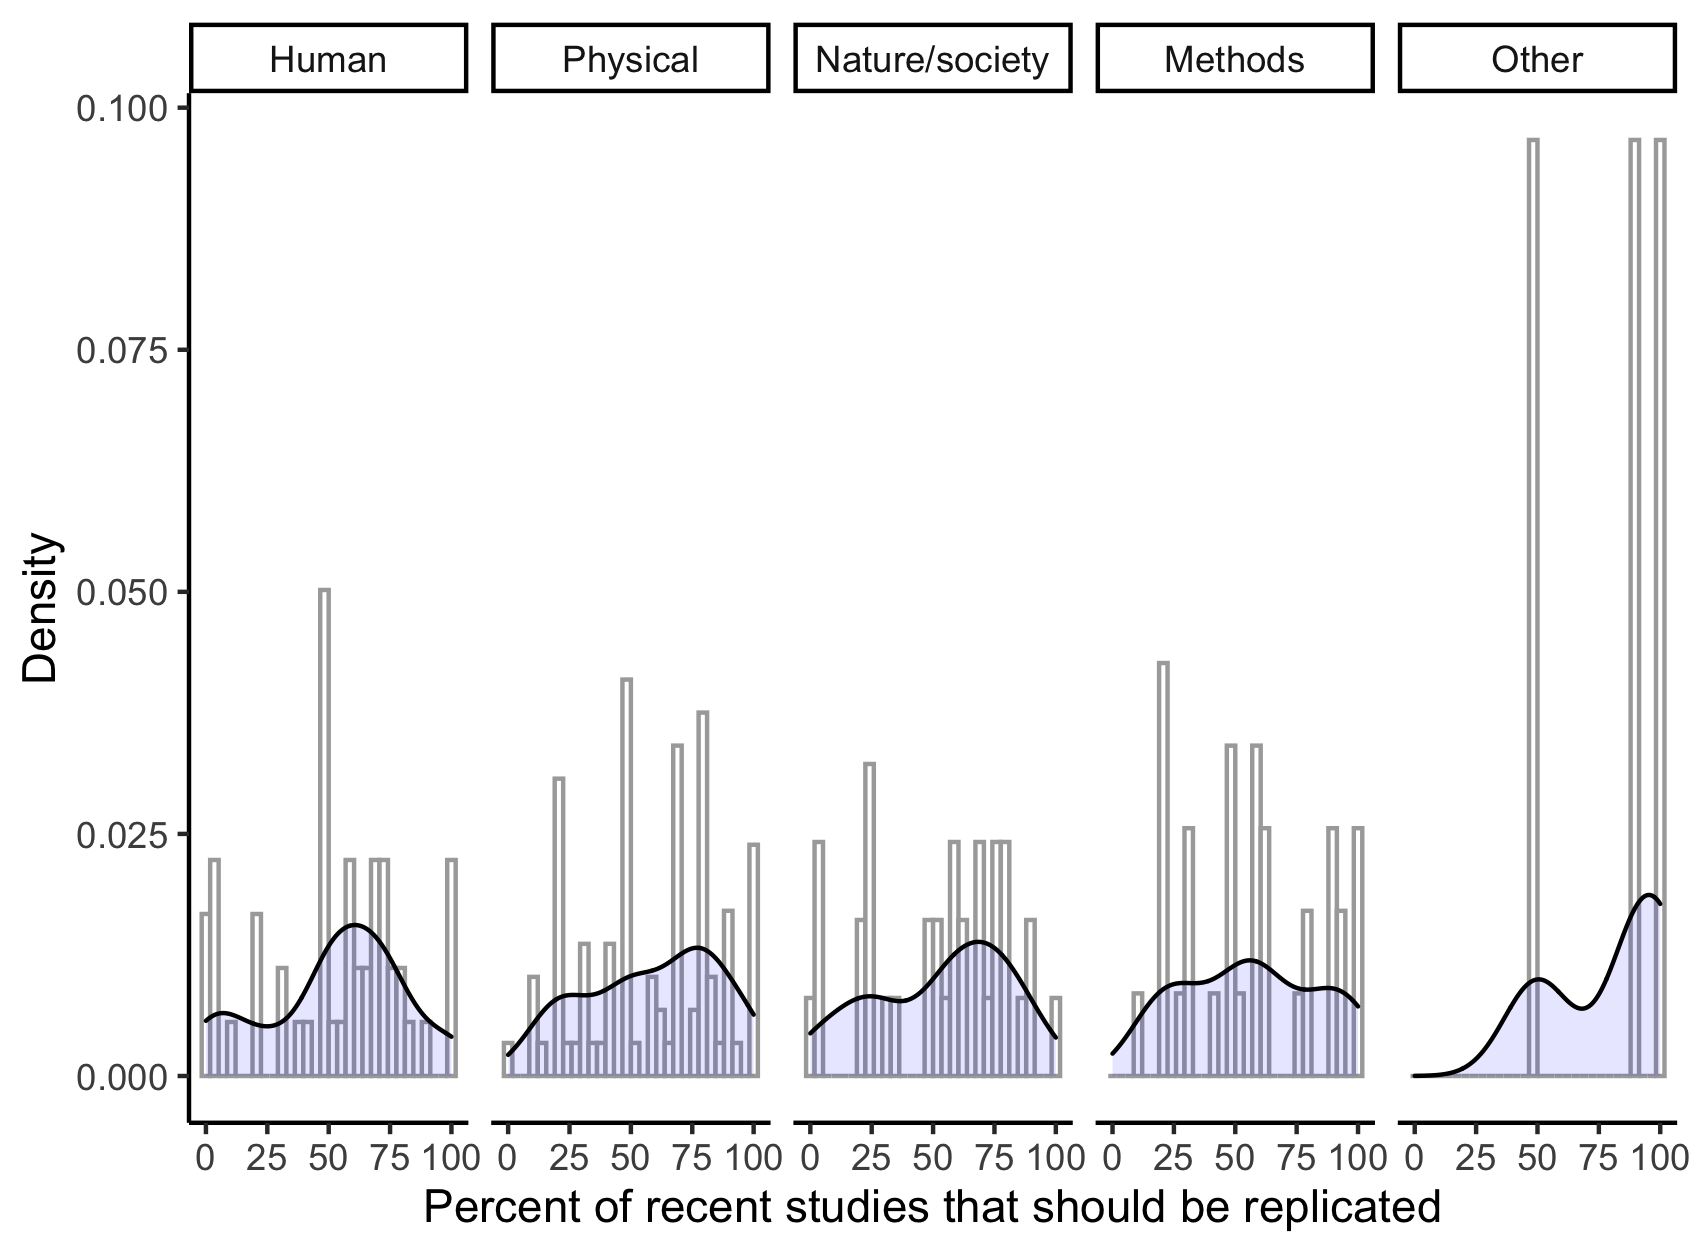 Human Physical Nature/society Methods Other
0.100
0.075
0.050
0.025
0.000
Density
0 25 50 75 100 0 25 50 75 100 0 25 50 75 100 0 25 50 75 100 0 25 50 75 100
Percent of recent studies that should be replicated